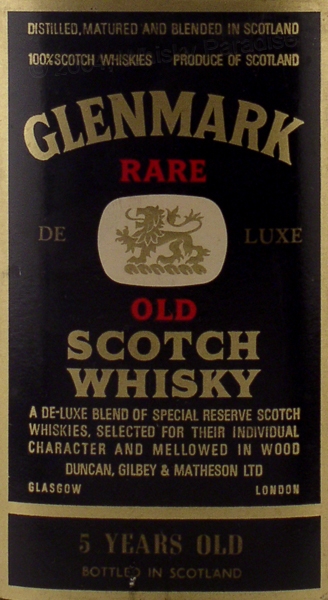 DISTILLED, MATURED AND BLENDED IN SCOTLAND
100% SCOTCH WHISKIES PRODUCE OF SCOTLAND
GLENMARK
RARE
DE LUXE
OLD
SCOTCH
WHISKY
A DE-LUXE BLEND OF SPECIAL RESERVE SCOTCH
WHISKIES, SELECTED FOR THEIR INDIVIDUAL
CHARACTER AND MELLOWED IN WOOD
DUNCAN, GILBEY & MATHESON LTD
GLASGOW LONDON
5 YEARS OLD
BOTTLED IN SCOTLAND